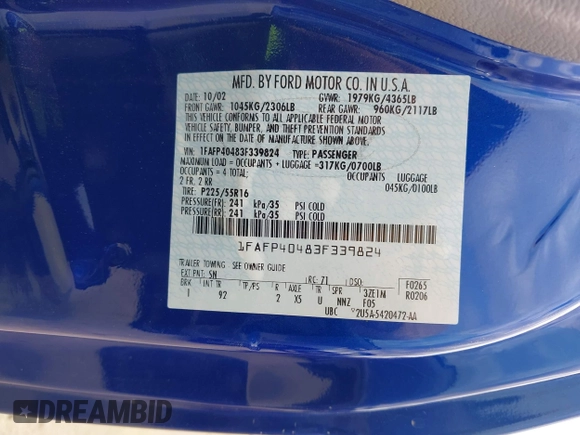 MFD. BY FORD MOTOR CO. IN U.S.A.
DATE: 10/02 GVWR: 1979KG/4365LB
FRONT GAWR: 1045KG/2306LB REAR GAWR: 960KG/2117LB
THIS VEHICLE CONFORMS TO ALL APPLICABLE FEDERAL MOTOR
VEHICLE SAFETY, BUMPER, AND THEFT PREVENTION STANDARDS
IN EFFECT ON THE DATE OF MANUFACTURE SHOWN ABOVE.
VIN: 1FAFP40483F339824 TYPE: PASSENGER
MAXIMUM LOAD = OCCUPANTS + LUGGAGE =317KG/0700LB
OCCUPANTS = 4 TOTAL: LUGGAGE
2 FR, 2 RR 045KG/0100LB
TIRE: P225/55R16
PRESSURE(FR): 241 kPa/35 PSI COLD
PRESSURE(RR): 241 kPa/35 PSI COLD
1FAFP40483F339824
TRAILER TOWING - SEE OWNER GUIDE
EXT PNT: SN RC: 71 DSO: F0265
BRK INT TR TP/PS R AXLE TR SPR 3ZE1M R0206
1 92 2 X5 U NNZ F05
UBC °2U5A-5420472-AA
DREAMBID